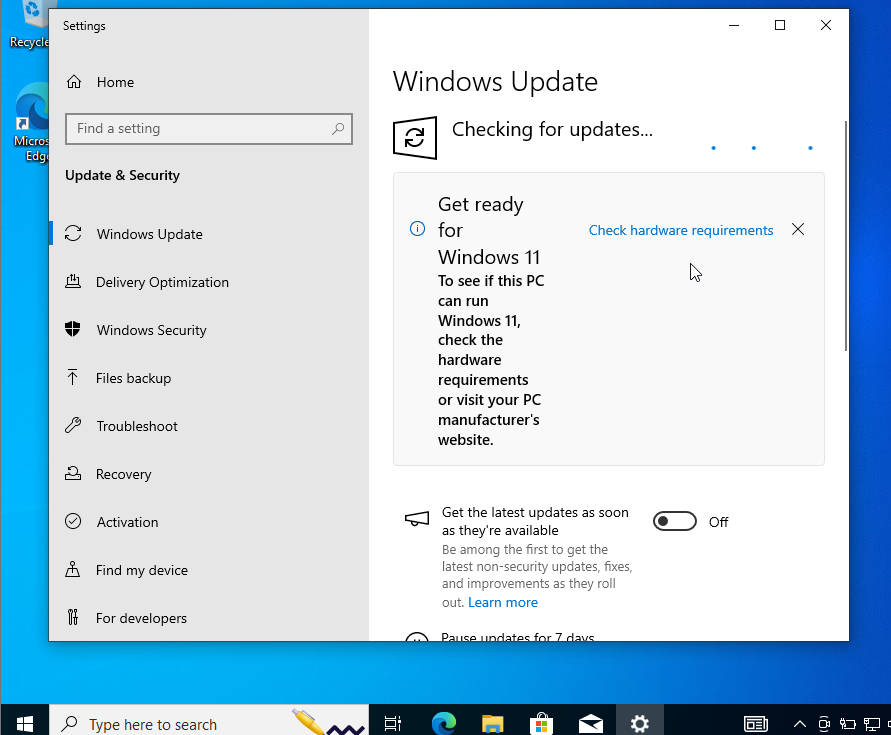 Settings
Recycle
Micros
Edge
Home
Find a setting
Update & Security
Windows Update
Delivery Optimization
Windows Security
Files backup
Troubleshoot
Recovery
Activation
Find my device
For developers
Windows Update
Checking for updates...
Get ready
for
Windows 11
To see if this PC
can run
Windows 11,
check the
hardware
requirements
or visit your PC
manufacturer's
website.
Check hardware requirements
Get the latest updates as soon
as they're available
Be among the first to get the
latest non-security updates, fixes,
and improvements as they roll
out. Learn more
Off
Pause updates for 7 days
Type here to search